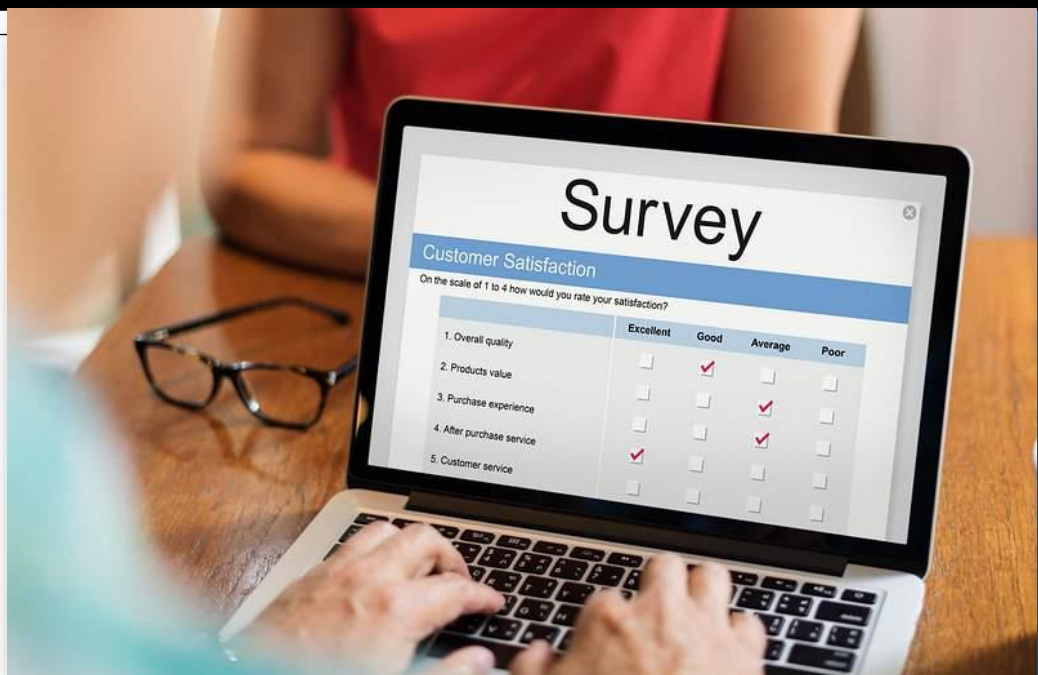 Survey
Customer Satisfaction
On the scale of 1 to 4 how would you rate your satisfaction?
Excellent Good Average Poor
1. Overall quality
2. Products value
3. Purchase experience
4. After purchase service
5. Customer service
delete